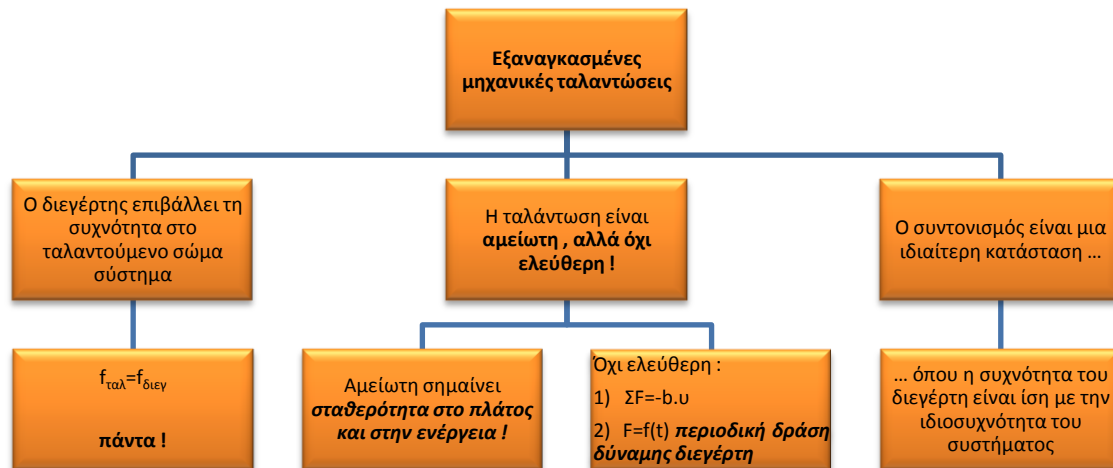 Εξαναγκασμένες
μηχανικές ταλαντώσεις
Ο διεγέρτης επιβάλλει τη
συχνότητα στο
ταλαντούμενο σώμα
σύστημα
f_ταλ=f_διεγ
πάντα !
Η ταλάντωση είναι
αμείωτη , αλλά όχι
ελεύθερη !
Αμείωτη σημαίνει
σταθερότητα στο πλάτος
και στην ενέργεια !
Όχι ελεύθερη :
1) ΣF=-b.υ
2) F=f(t) περιοδική δράση
δύναμης διεγέρτη
Ο συντονισμός είναι μια
ιδιαίτερη κατάσταση ...
... όπου η συχνότητα του
διεγέρτη είναι ίση με την
ιδιοσυχνότητα του
συστήματος